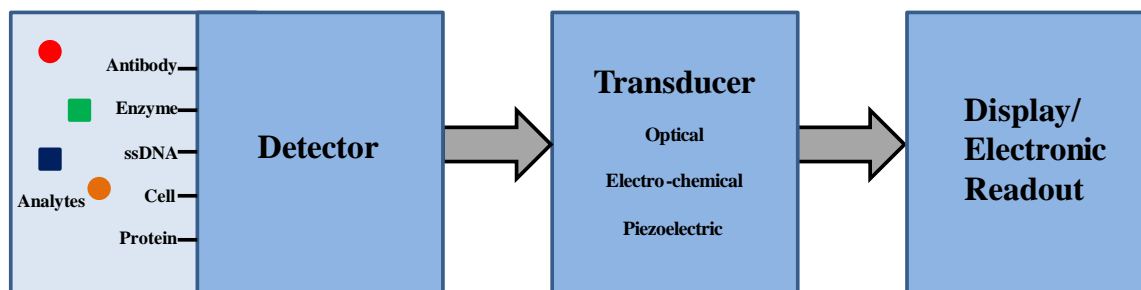 Antibody
Enzyme
ssDNA
Cell
Protein
Analytes
Detector
Transducer
Optical
Electro-chemical
Piezoelectric
Display/
Electronic
Readout